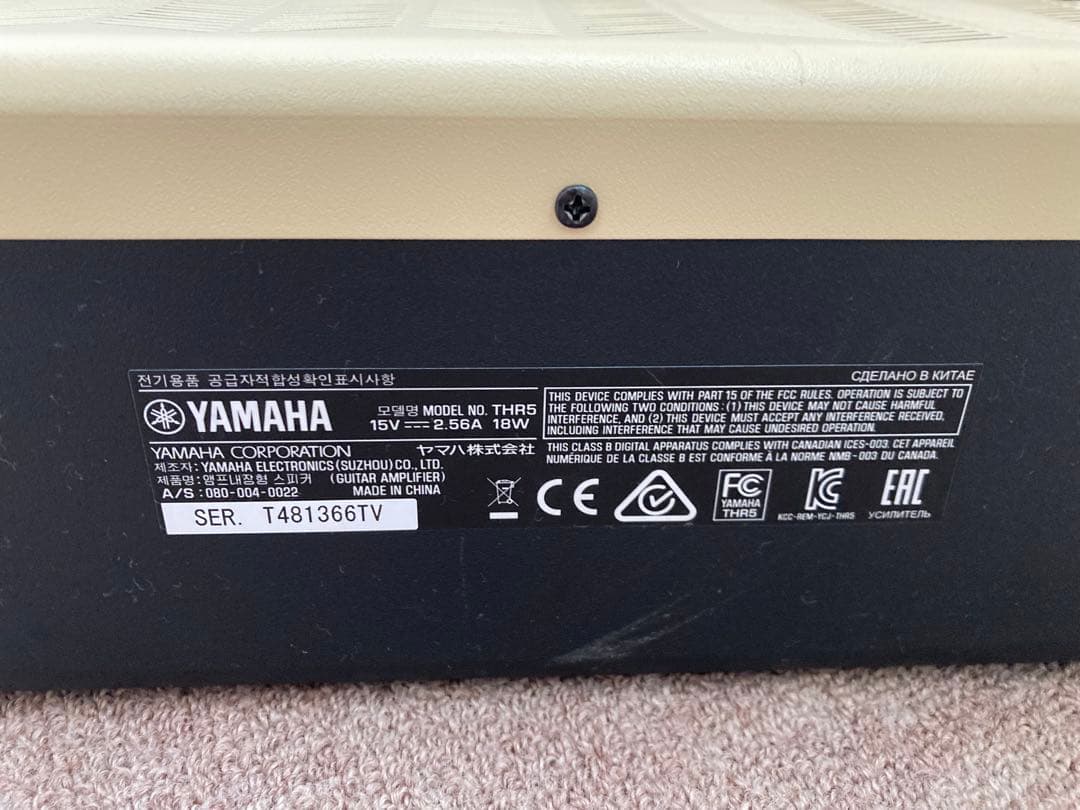 전기용품 공급자적합성확인표시사항
СДЕЛАНО В КИТАЕ
YAMAHA
모델명 MODEL NO. THR5
15V 2.56A 18W
THIS DEVICE COMPLIES WITH PART 15 OF THE FCC RULES. OPERATION IS SUBJECT TO
THE FOLLOWING TWO CONDITIONS : (1) THIS DEVICE MAY NOT CAUSE HARMFUL
INTERFERENCE, AND (2) THIS DEVICE MUST ACCEPT ANY INTERFERENCE RECEIVED,
INCLUDING INTERFERENCE THAT MAY CAUSE UNDESIRED OPERATION.
YAMAHA CORPORATION ヤマハ株式会社
제조자: YAMAHA ELECTRONICS (SUZHOU) CO., LTD.
제품명: 앰프내장형 스피커 (GUITAR AMPLIFIER)
A/S : 080-004-0022 MADE IN CHINA
THIS CLASS B DIGITAL APPARATUS COMPLIES WITH CANADIAN ICES-003. CET APPAREIL
NUMÉRIQUE DE LA CLASSE B EST CONFORME À LA NORME NMB-003 DU CANADA.
SER. T481366TV
CE
FC
YAMAHA
THR5
KC
KCC-REM-YCJ-THR5
EAC
УСИЛИТЕЛЬ